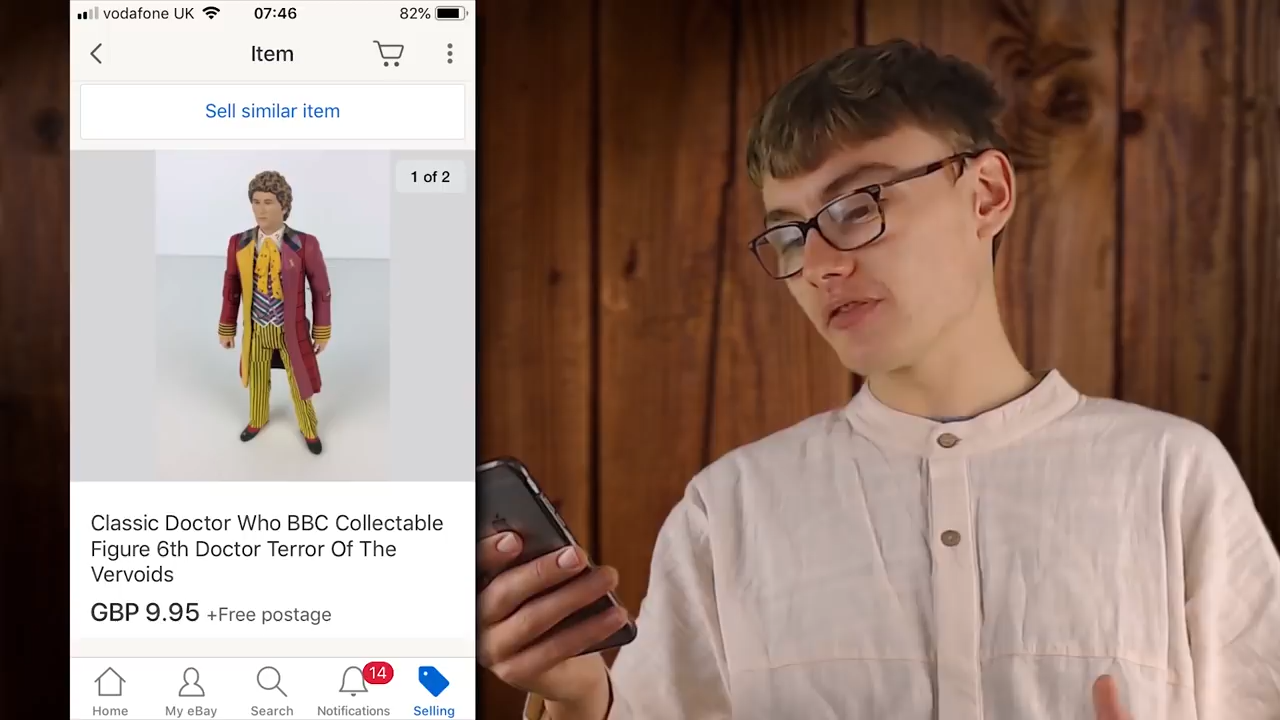 vodafone UK 07:46 82%
Item
Sell similar item
1 of 2
Classic Doctor Who BBC Collectable
Figure 6th Doctor Terror Of The
Vervoids
GBP 9.95 +Free postage
14
Home My eBay Search Notifications Selling